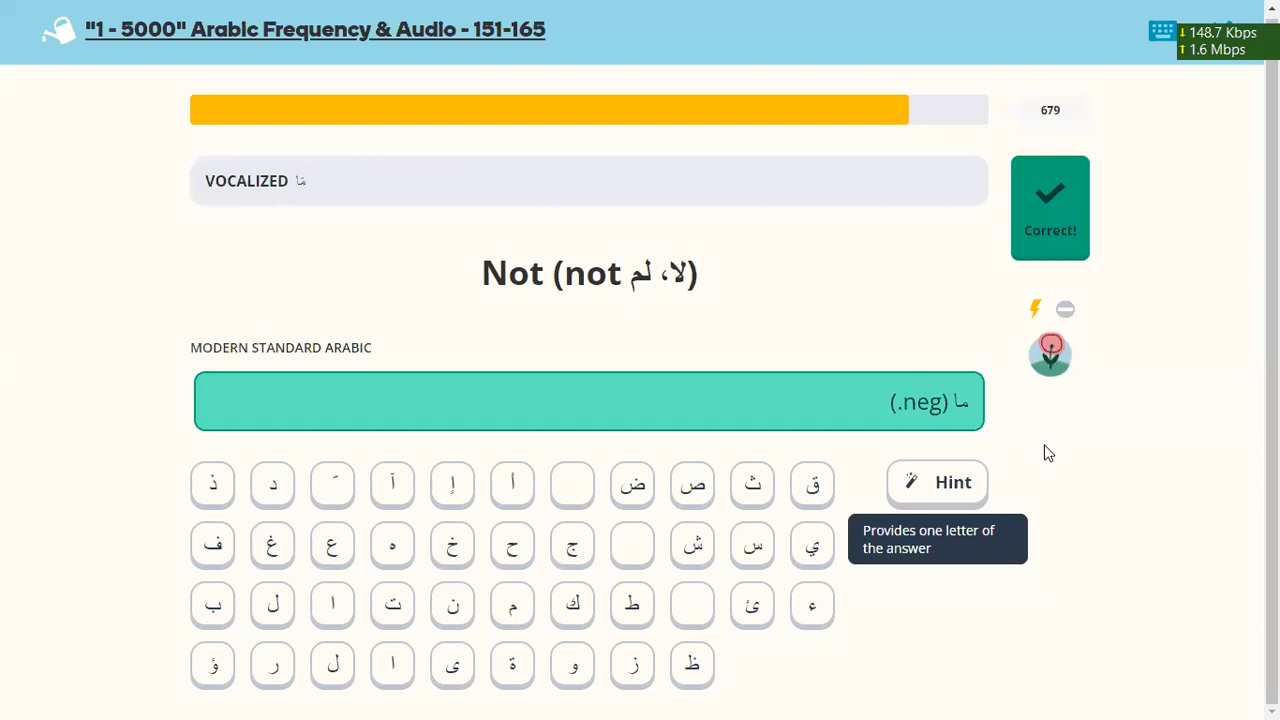 "1 - 5000" Arabic Frequency & Audio - 151-165
↓ 148.7 Kbps
↑ 1.6 Mbps
679
VOCALIZED مَا
Correct!
Not (not لا، لم)
MODERN STANDARD ARABIC
ما (neg.)
ذ د َ آ إ أ ض ص ث ق
Hint
Provides one letter of
the answer
ف غ ع ه خ ح ج ش س ي
ب ل ا ت ن م ك ط ئ ء
ؤ ر ل ا ى ة و ز ظ